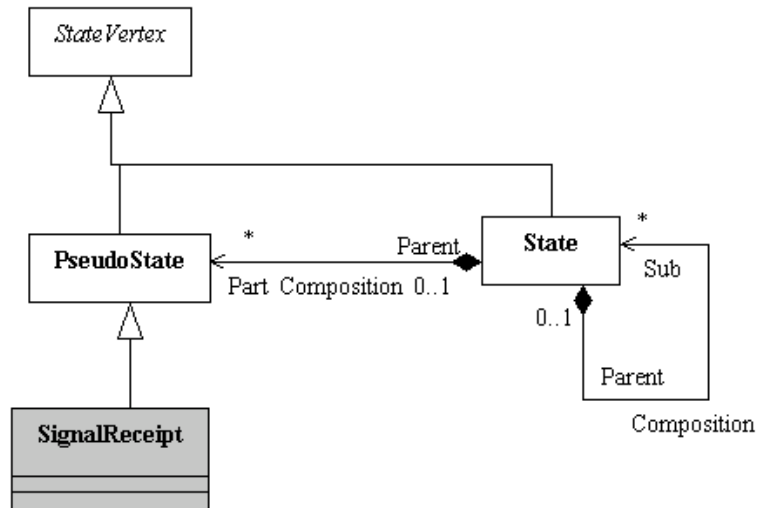 StateVertex
PseudoState
*
Parent
State
*
Part Composition 0..1
Sub
0..1
Parent
Composition
SignalReceipt